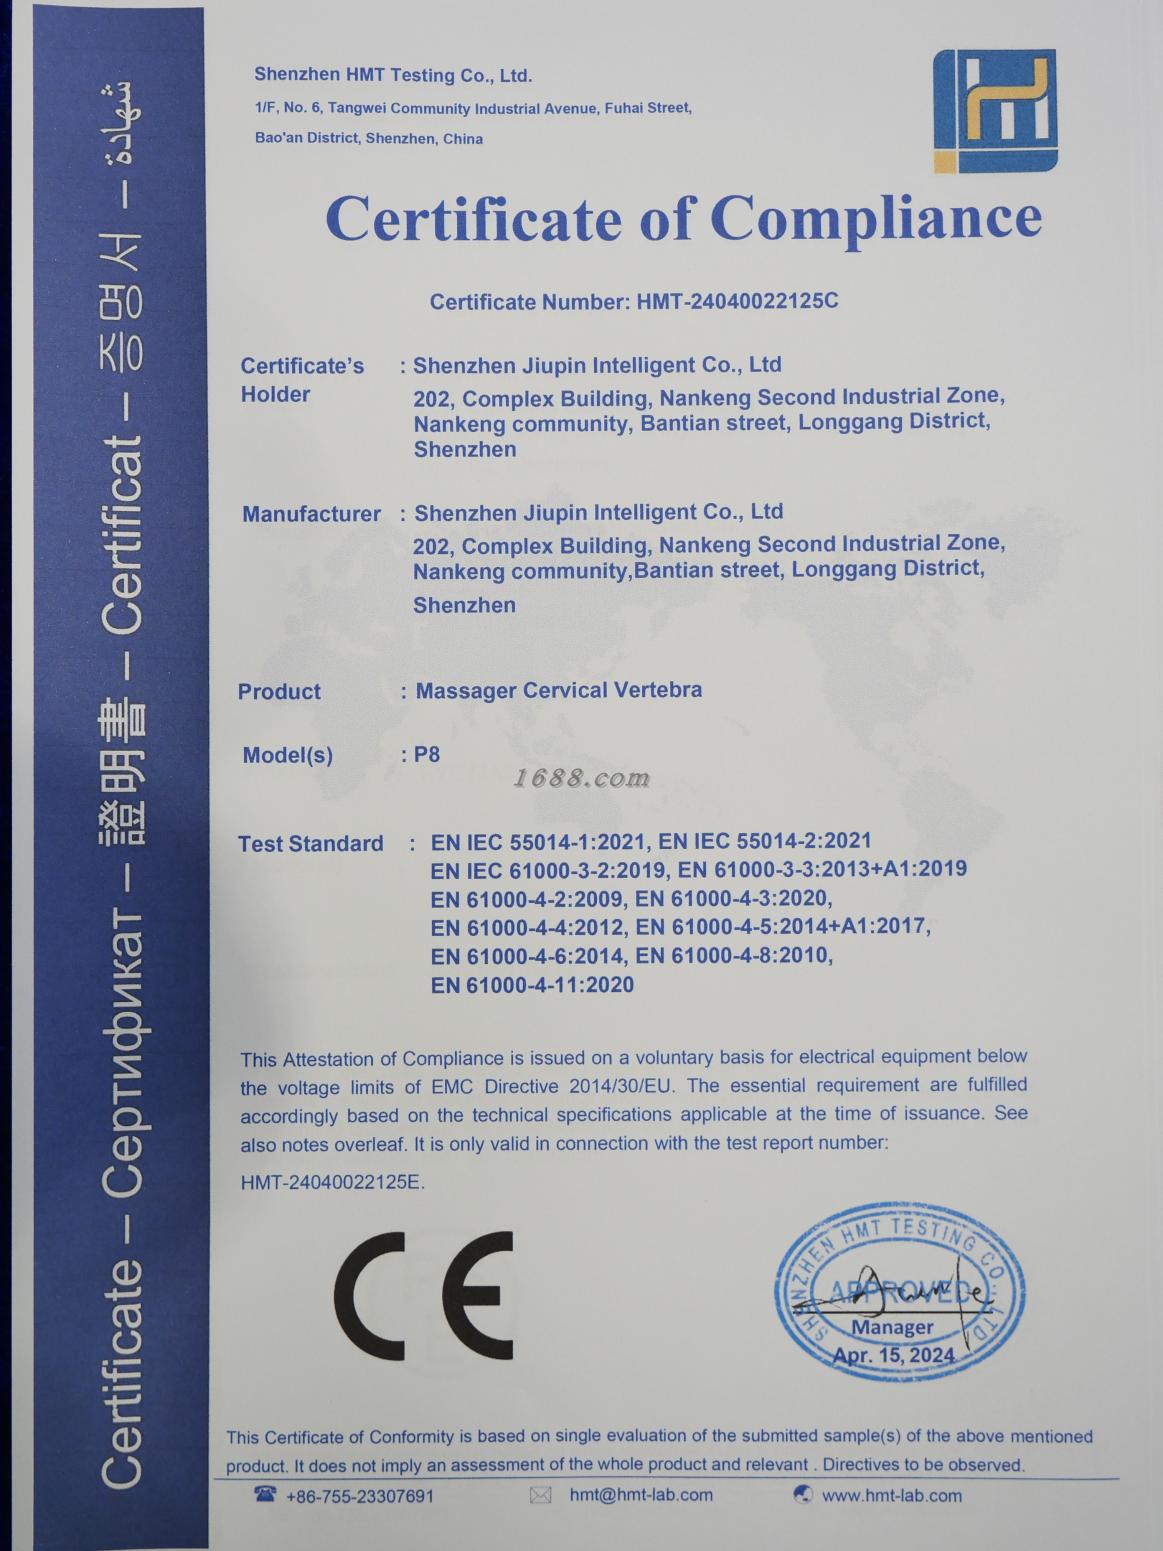 Shenzhen HMT Testing Co., Ltd.
1/F, No. 6, Tangwei Community Industrial Avenue, Fuhai Street,
Bao'an District, Shenzhen, China
Certificate of Compliance
Certificate Number: HMT-24040022125C
Certificate's Holder : Shenzhen Jiupin Intelligent Co., Ltd
202, Complex Building, Nankeng Second Industrial Zone,
Nankeng community, Bantian street, Longgang District,
Shenzhen
Manufacturer : Shenzhen Jiupin Intelligent Co., Ltd
202, Complex Building, Nankeng Second Industrial Zone,
Nankeng community,Bantian street, Longgang District,
Shenzhen
Product : Massager Cervical Vertebra
Model(s) : P8
1688.com
Test Standard : EN IEC 55014-1:2021, EN IEC 55014-2:2021
EN IEC 61000-3-2:2019, EN 61000-3-3:2013+A1:2019
EN 61000-4-2:2009, EN 61000-4-3:2020,
EN 61000-4-4:2012, EN 61000-4-5:2014+A1:2017,
EN 61000-4-6:2014, EN 61000-4-8:2010,
EN 61000-4-11:2020
This Attestation of Compliance is issued on a voluntary basis for electrical equipment below
the voltage limits of EMC Directive 2014/30/EU. The essential requirement are fulfilled
accordingly based on the technical specifications applicable at the time of issuance. See
also notes overleaf. It is only valid in connection with the test report number:
HMT-24040022125E.
CE
SHENZHEN HMT TESTING CO., LTD.
APPROVED
Manager
Apr. 15, 2024
This Certificate of Conformity is based on single evaluation of the submitted sample(s) of the above mentioned
product. It does not imply an assessment of the whole product and relevant . Directives to be observed.
+86-755-23307691 hmt@hmt-lab.com www.hmt-lab.com
Certificate – Сертификат – 證明書 – Certificat – 증명서 – شهادة